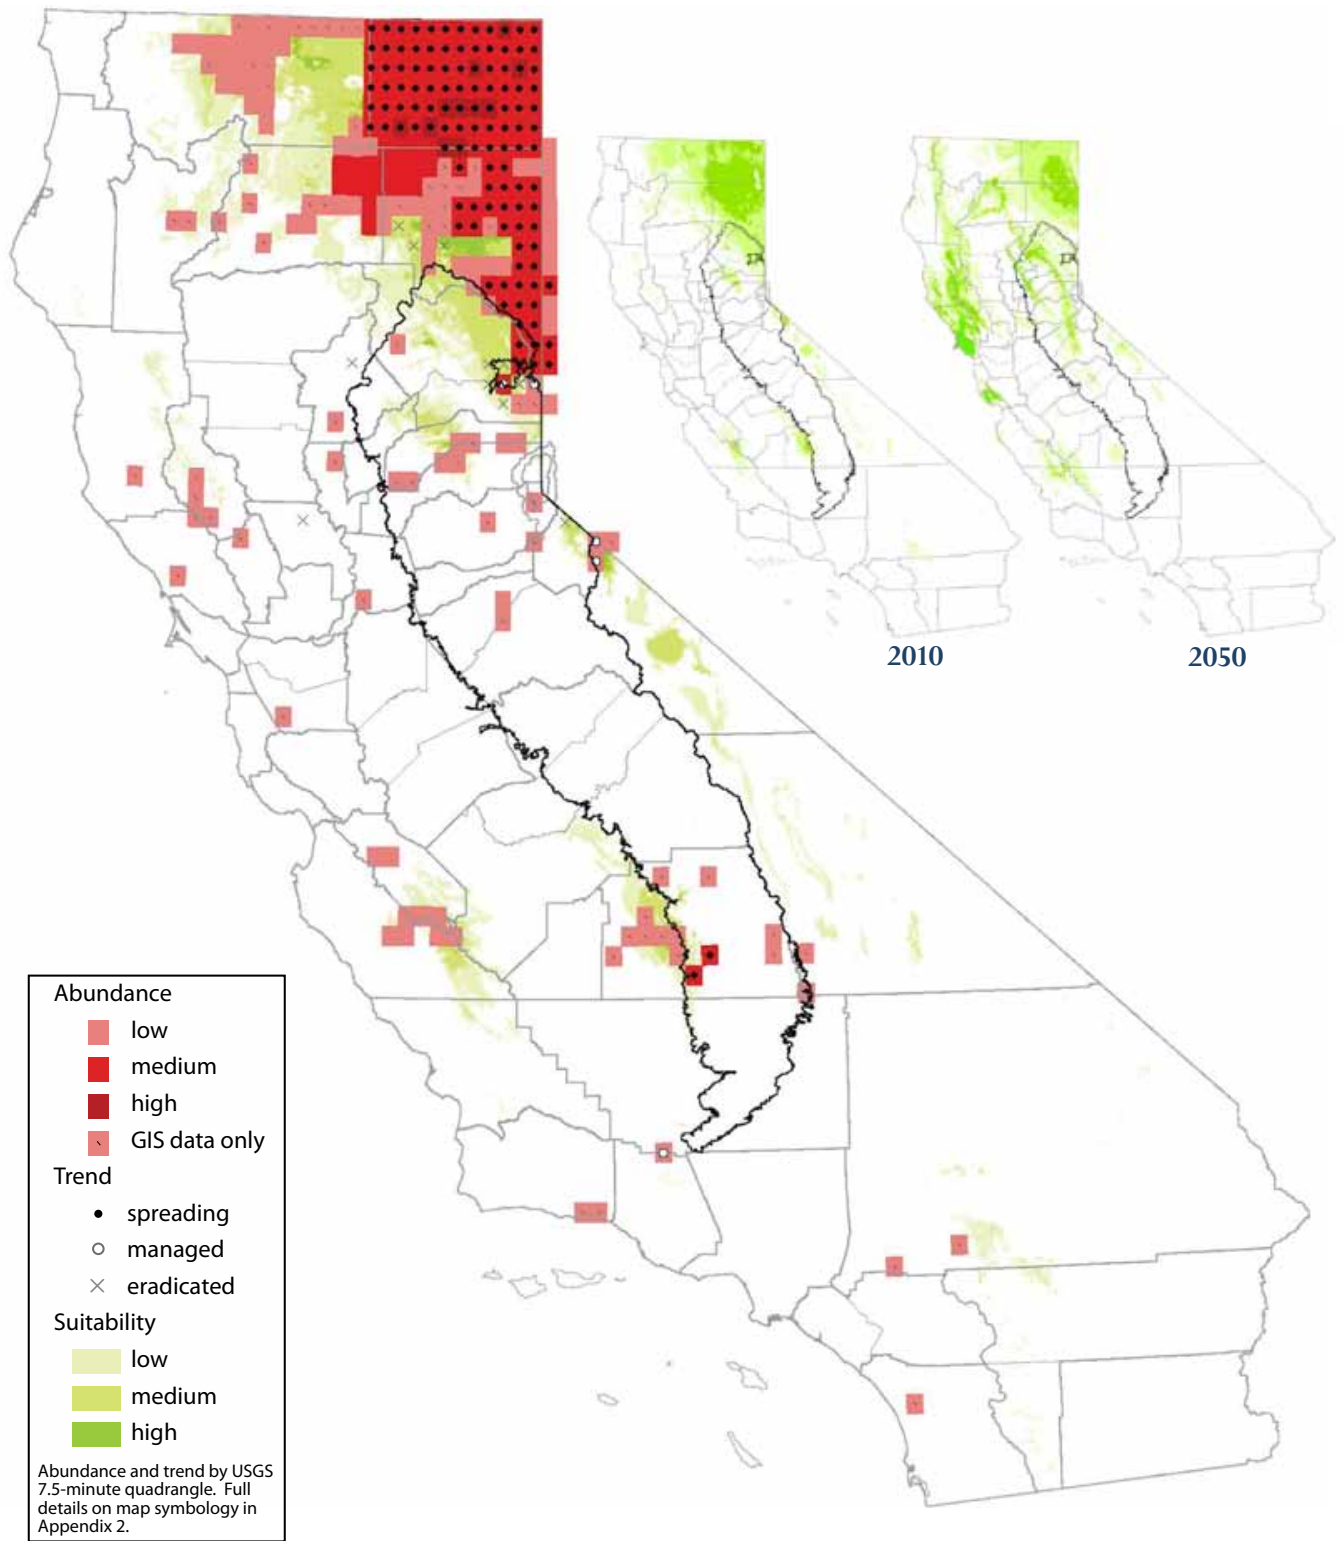 2010
2050
Abundance
low
medium
high
GIS data only
Trend
spreading
managed
eradicated
Suitability
low
medium
high
Abundance and trend by USGS
7.5-minute quadrangle. Full
details on map symbology in
Appendix 2.